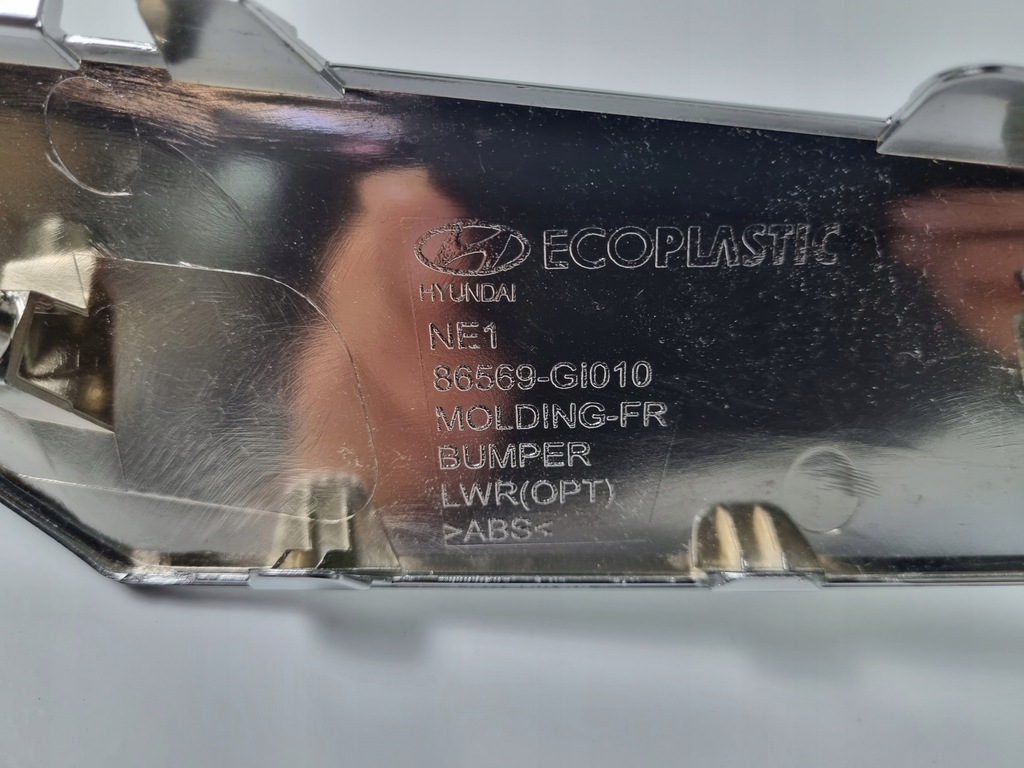 ECOPLASTIC
HYUNDAI
NE1
86569-GI010
MOLDING-FR
BUMPER
LWR(OPT)
>ABS<